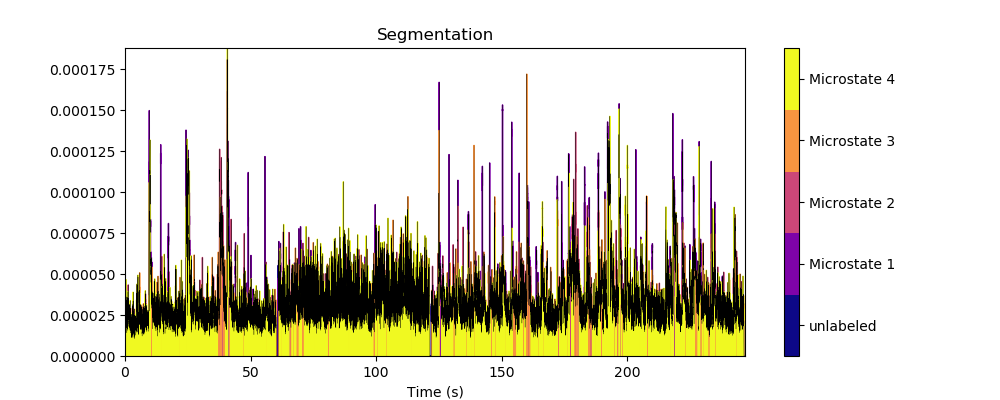 Segmentation
0.000175
0.000150
0.000125
0.000100
0.000075
0.000050
0.000025
0.000000
0 50 100 150 200
Time (s)
Microstate 4
Microstate 3
Microstate 2
Microstate 1
unlabeled